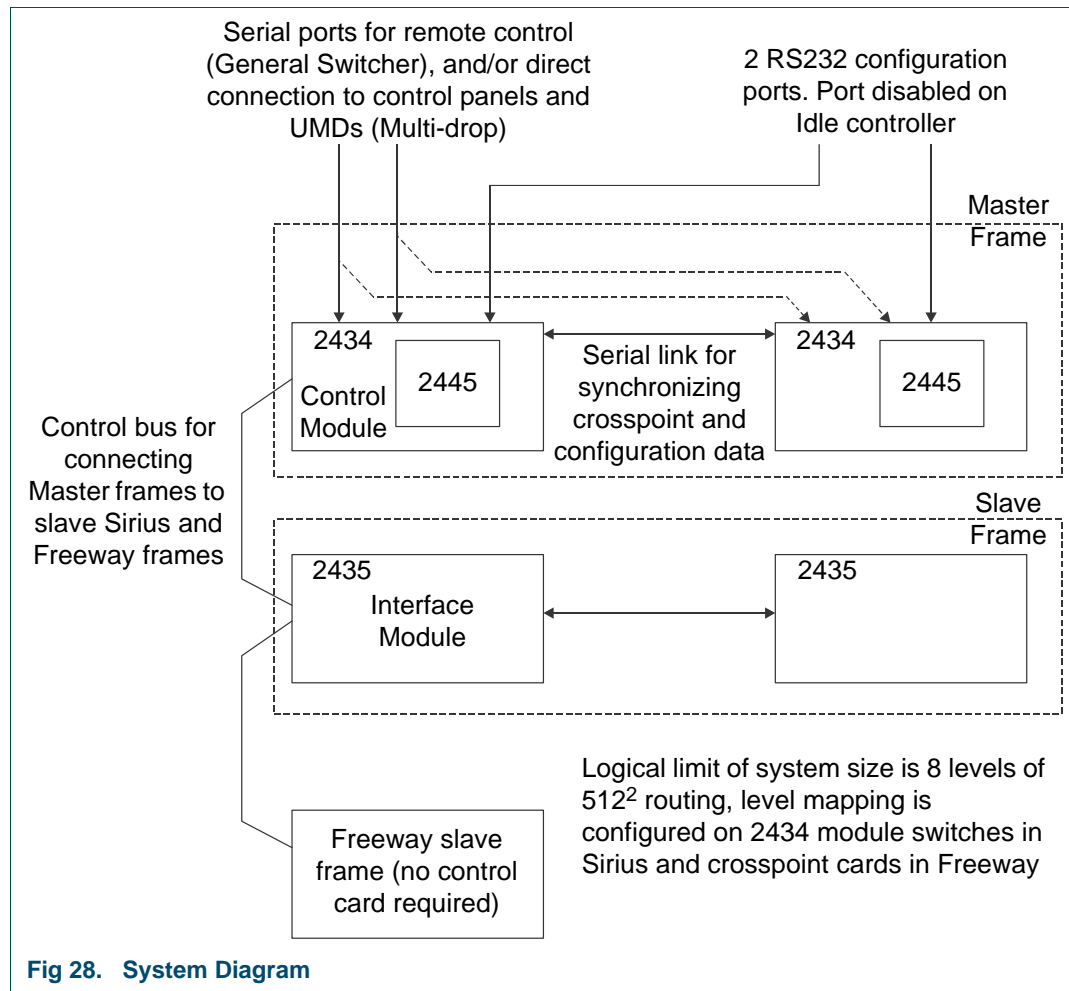 Serial ports for remote control
(General Switcher), and/or direct
connection to control panels and
UMDs (Multi-drop)
2 RS232 configuration
ports. Port disabled on
Idle controller
Master
Frame
2434
Control
Module
2445
Serial link for
synchronizing
crosspoint and
configuration data
2434
2445
Control bus for
connecting
Master frames to
slave Sirius and
Freeway frames
Slave
Frame
2435
Interface
Module
2435
Logical limit of system size is 8 levels of
512² routing, level mapping is
configured on 2434 module switches in
Sirius and crosspoint cards in Freeway
Freeway slave
frame (no control
card required)
Fig 28. System Diagram